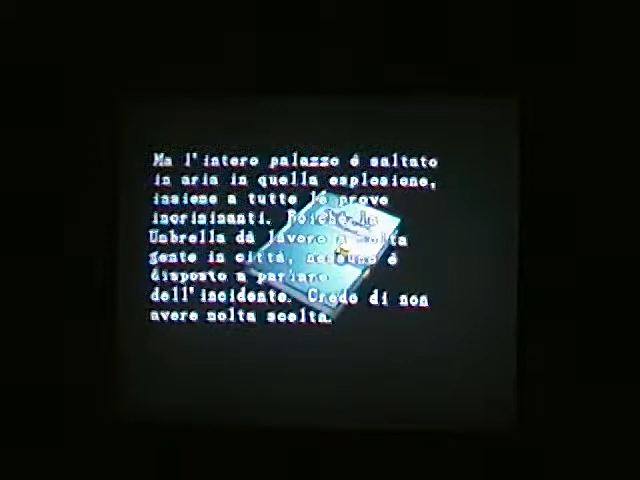 Ma l'intero palazzo è saltato
in aria in quella esplosione,
insieme a tutte le prove
incriminanti. Poiché la
Umbrella dà lavoro a molta
gente in città, nessuno è
disposto a parlare
dell'incidente. Credo di non
avere molta scelta.